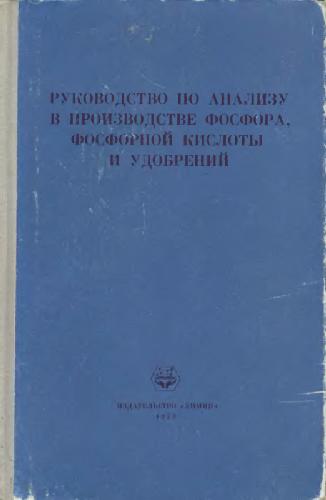 РУКОВОДСТВО ПО АНАЛИЗУ
В ПРОИЗВОДСТВЕ ФОСФОРА,
ФОСФОРНОЙ КИСЛОТЫ
И УДОБРЕНИЙ
ИЗДАТЕЛЬСТВО «ХИМИЯ»